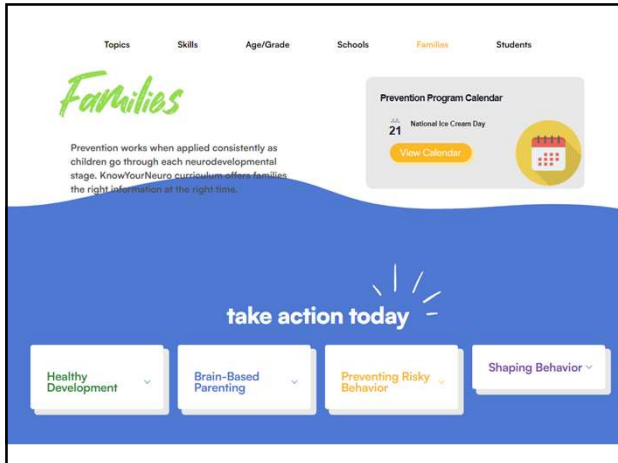 Topics Skills Age/Grade Schools Families Students
Families
Prevention works when applied consistently as
children go through each neurodevelopmental
stage. KnowYourNeuro curriculum offers families
the right information at the right time.
Prevention Program Calendar
JUL
21
National Ice Cream Day
View Calendar
take action today
Healthy
Development
Brain-Based
Parenting
Preventing Risky
Behavior
Shaping Behavior